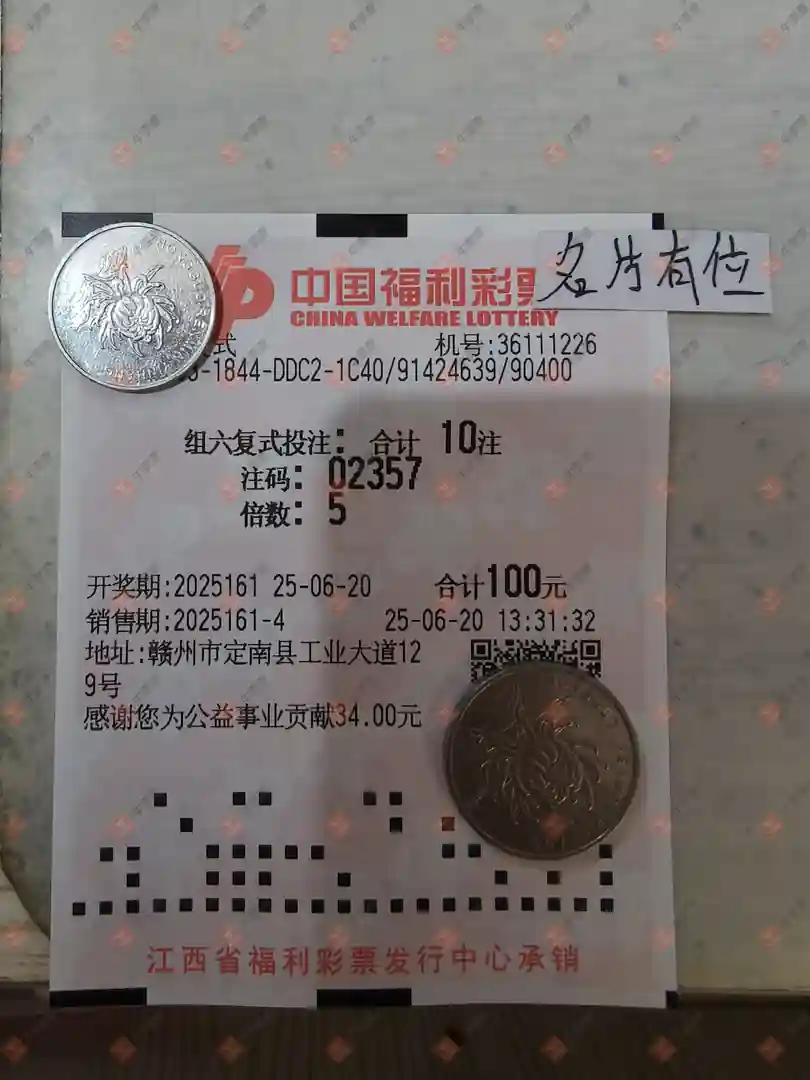 中国福利彩票
名片有位
CHINA WELFARE LOTTERY
式 机号:36111226
-1844-DDC2-1C40/91424639/90400
组六复式投注: 合计 10注
注码: 02357
倍数: 5
开奖期:2025161 25-06-20 合计100元
销售期:2025161-4 25-06-20 13:31:32
地址:赣州市定南县工业大道12
9号
感谢您为公益事业贡献34.00元
江西省福利彩票发行中心承销